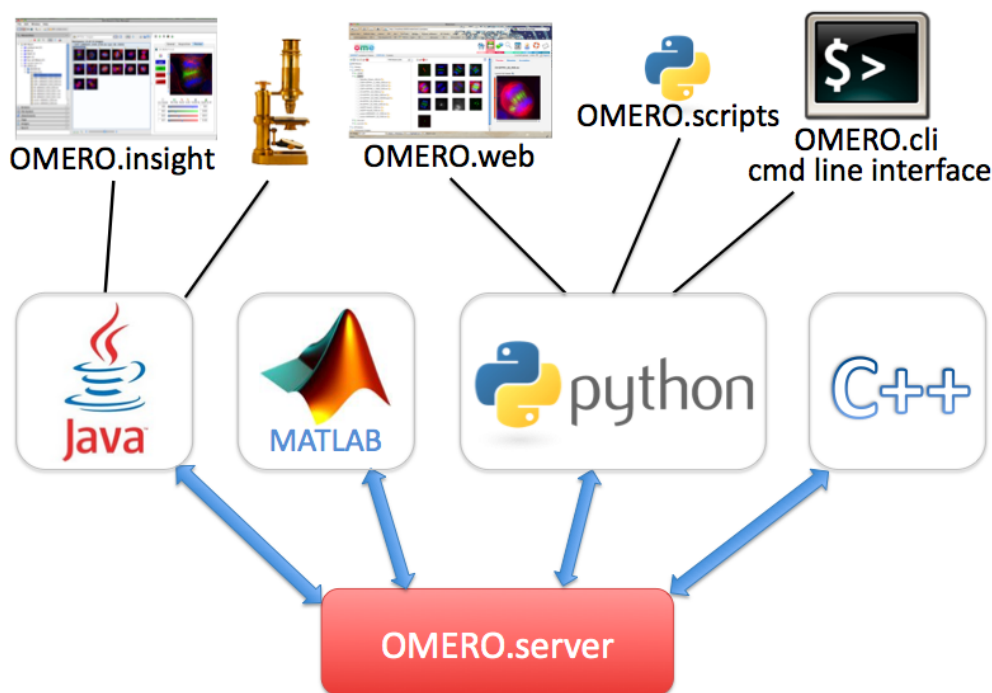 OMERO.insight
OMERO.web
OMERO.scripts
$>
OMERO.cli
cmd line interface
Java
MATLAB
python
C++
OMERO.server